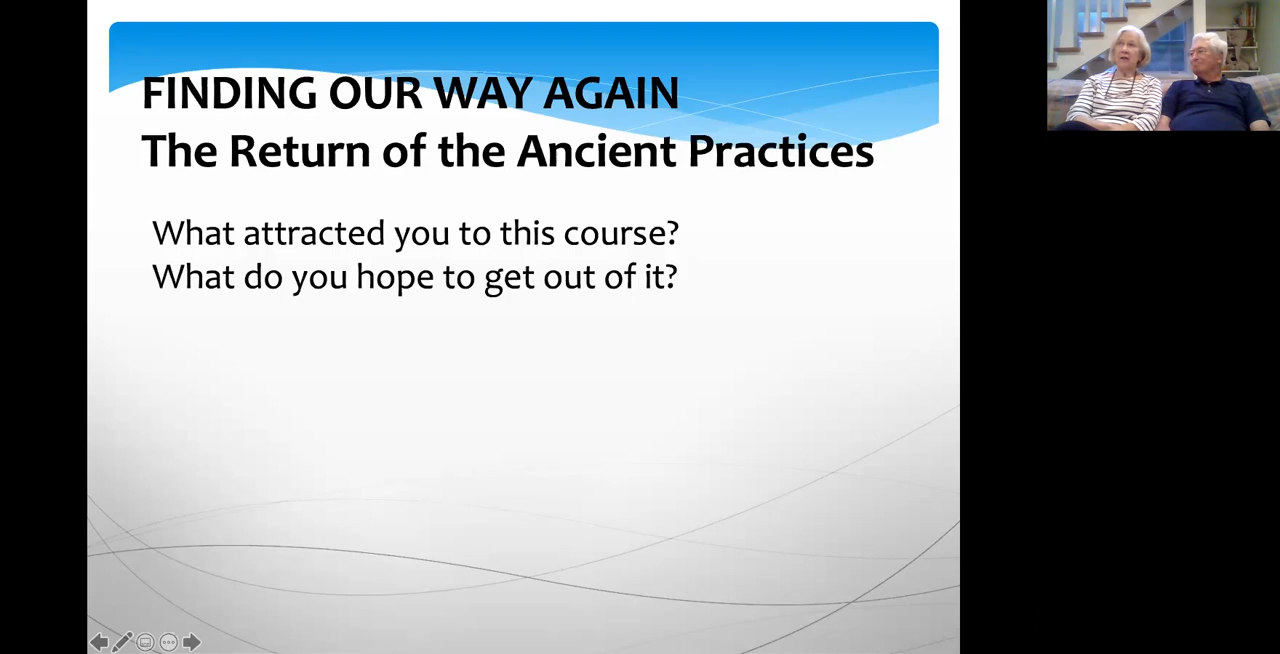 FINDING OUR WAY AGAIN
The Return of the Ancient Practices
What attracted you to this course?
What do you hope to get out of it?